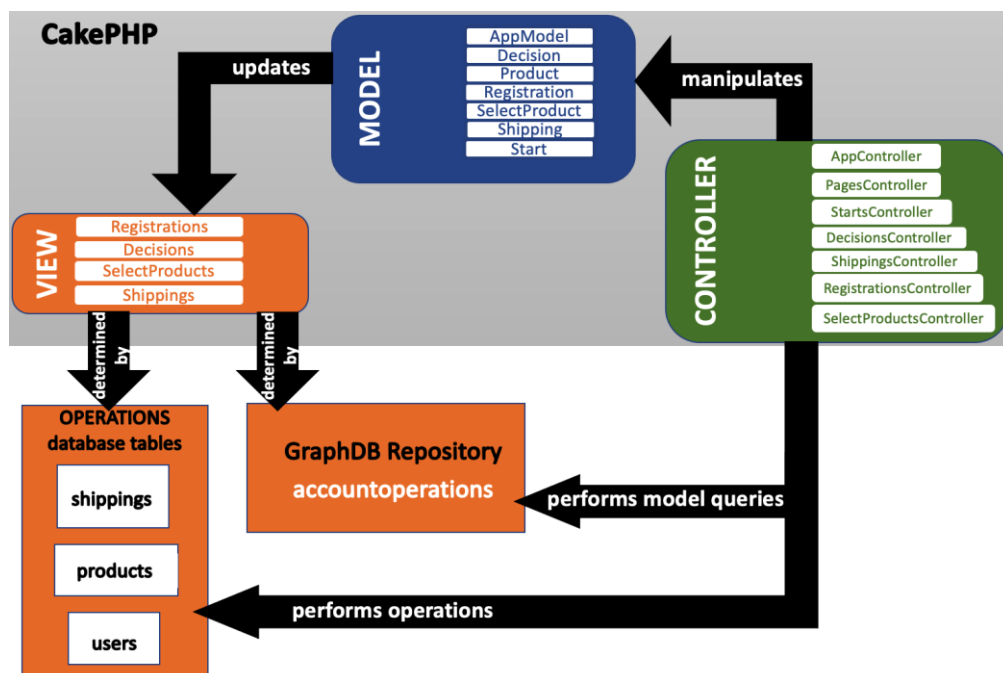 CakePHP
updates
MODEL
AppModel
Decision
Product
Registration
SelectProduct
Shipping
Start
manipulates
CONTROLLER
AppController
PagesController
StartsController
DecisionsController
ShippingsController
RegistrationsController
SelectProductsController
VIEW
Registrations
Decisions
SelectProducts
Shippings
determined
by
determined
by
OPERATIONS
database tables
shippings
products
users
GraphDB Repository
accountoperations
performs model queries
performs operations